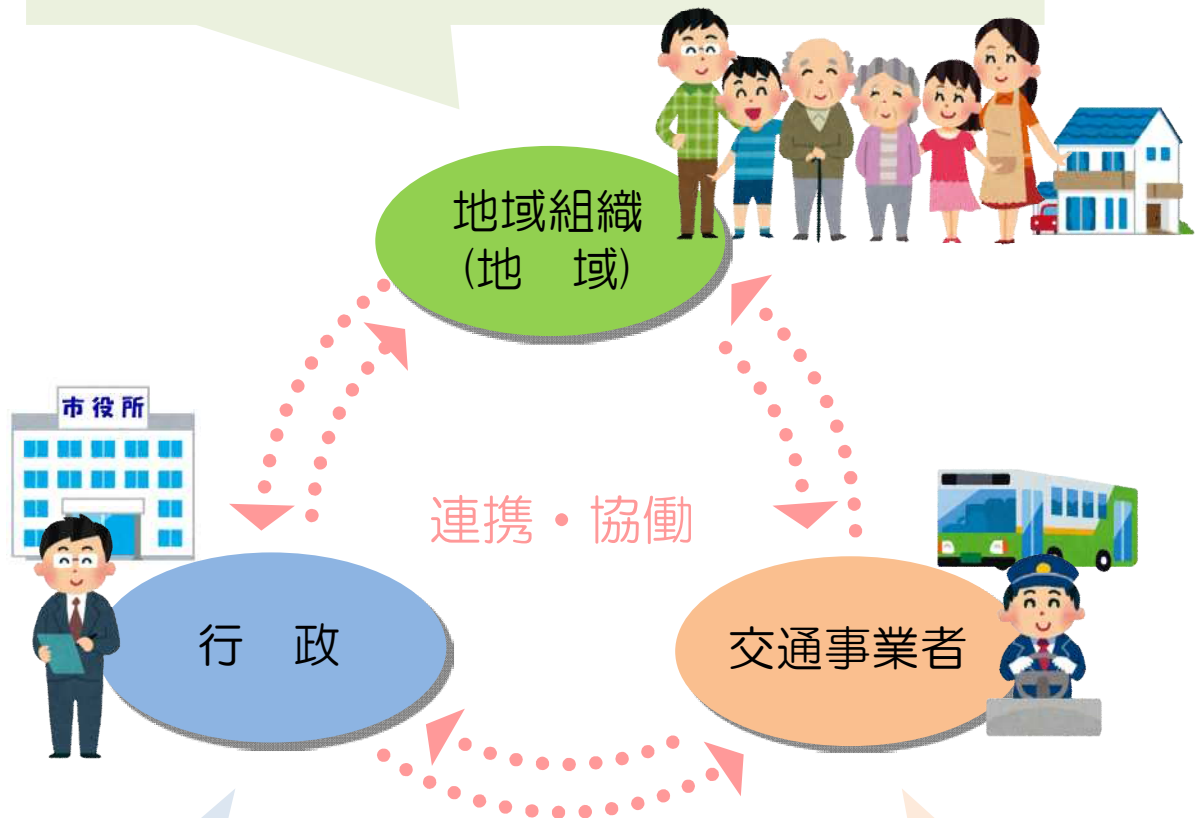 地域組織
(地　域)
市役所
連携・協働
行　政
交通事業者